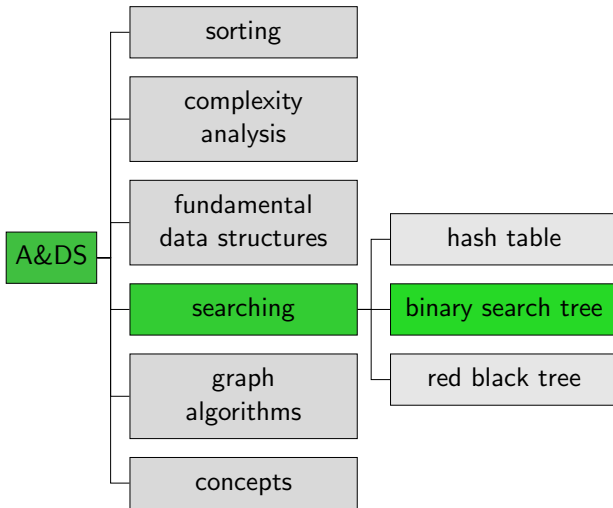 sorting
complexity
analysis
fundamental
data structures
A&DS
hash table
searching
binary search tree
red black tree
graph
algorithms
concepts